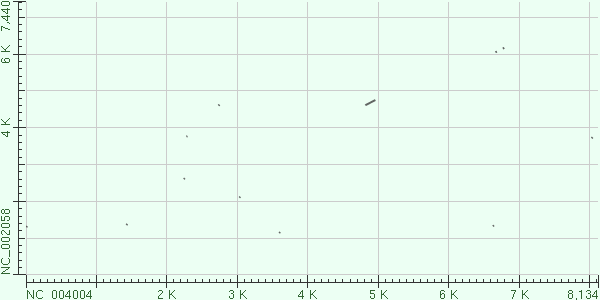 7,440
6 K
4 K
NC_002058
NC_004004
2 K
3 K
4 K
5 K
6 K
7 K
8,134